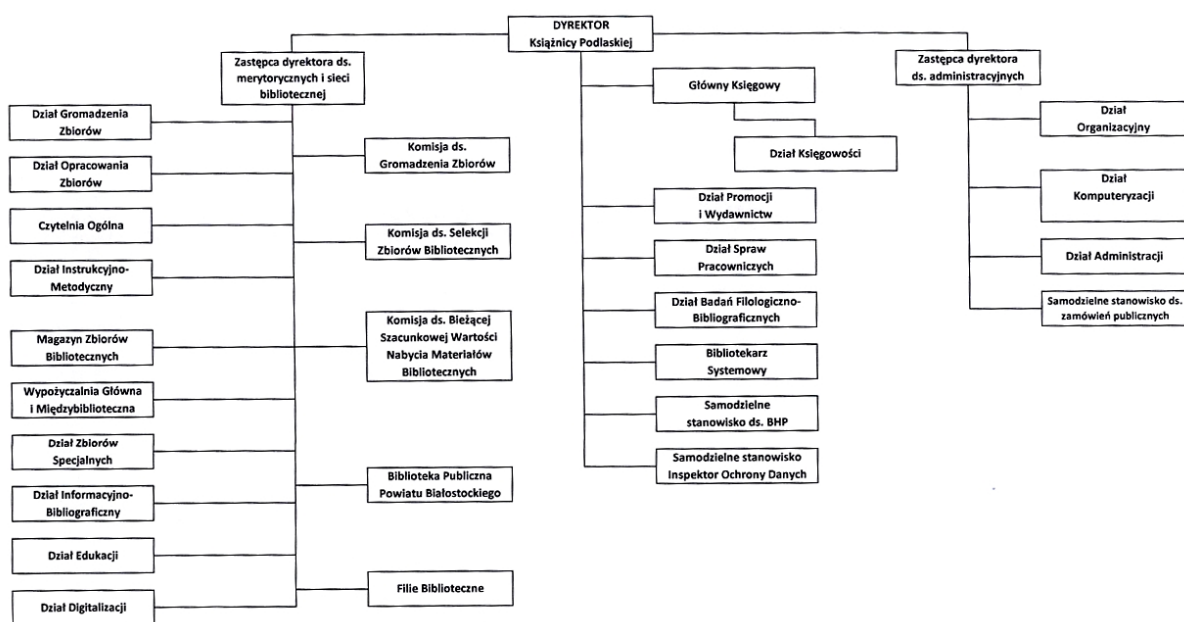 DYREKTOR
Książnicy Podlaskiej
Zastępca dyrektora ds.
merytorycznych i sieci
bibliotecznej
Dział Gromadzenia
Zbiorów
Dział Opracowania
Zbiorów
Czytelnia Ogólna
Dział Instrukcyjno-
Metodyczny
Magazyn Zbiorów
Bibliotecznych
Wypożyczalnia Główna
i Międzybiblioteczna
Dział Zbiorów
Specjalnych
Dział Informacyjno-
Bibliograficzny
Dział Edukacji
Dział Digitalizacji
Komisja ds.
Gromadzenia Zbiorów
Komisja ds. Selekcji
Zbiorów Bibliotecznych
Komisja ds. Bieżącej
Szacunkowej Wartości
Nabycia Materiałów
Bibliotecznych
Biblioteka Publiczna
Powiatu Białostockiego
Filie Biblioteczne
Główny Księgowy
Dział Księgowości
Dział Promocji
i Wydawnictw
Dział Spraw
Pracowniczych
Dział Badań Filologiczno-
Bibliograficznych
Bibliotekarz
Systemowy
Samodzielne
stanowisko ds. BHP
Samodzielne stanowisko
Inspektor Ochrony Danych
Zastępca dyrektora
ds. administracyjnych
Dział
Organizacyjny
Dział
Komputeryzacji
Dział Administracji
Samodzielne stanowisko ds.
zamówień publicznych